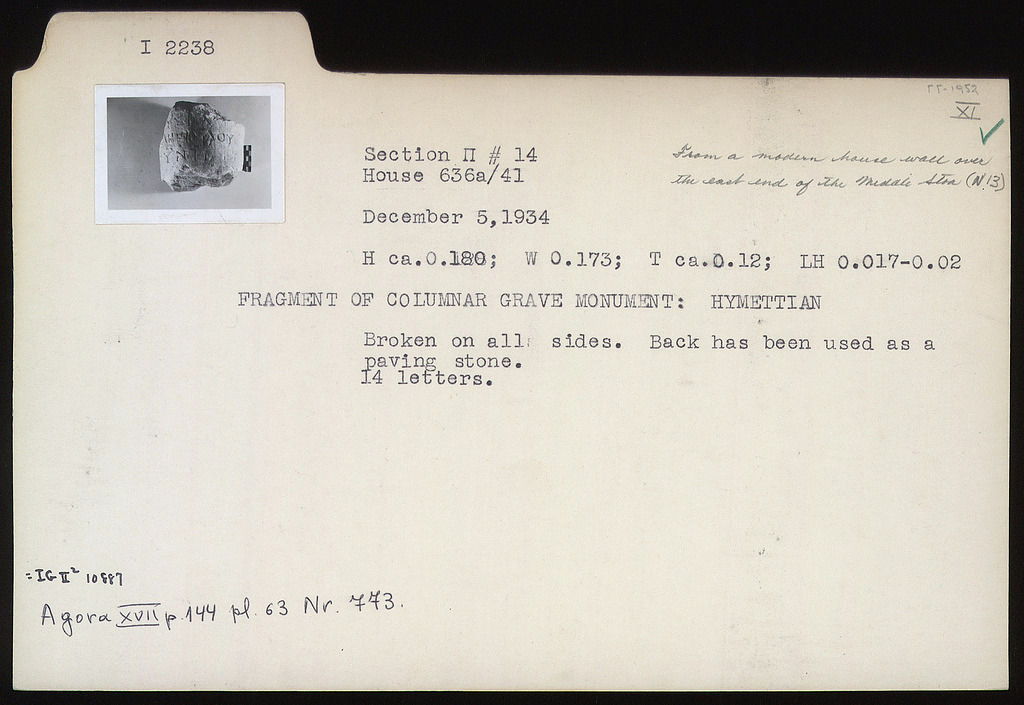 I 2238
XI
Section Π # 14
House 636a/41
From a modern house wall over
the east end of the Middle Stoa (N 13)
December 5,1934
H ca.0.180; W 0.173; T ca.0.12; LH 0.017-0.02
FRAGMENT OF COLUMNAR GRAVE MONUMENT: HYMETTIAN
Broken on all sides. Back has been used as a
paving stone.
14 letters.
=IG II² 10887
Agora XVII p.144 pl. 63 Nr. 773.